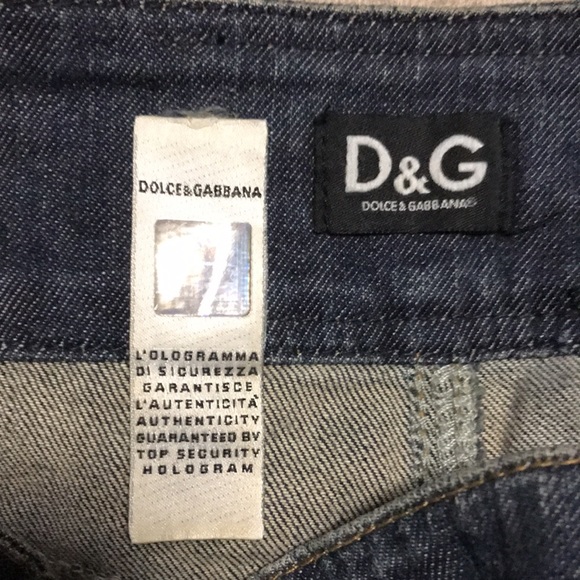 DOLCE&GABBANA
L'OLOGRAMMA
DI SICUREZZA
GARANTISCE
L'AUTENTICITÀ
AUTHENTICITY
GUARANTEED BY
TOP SECURITY
HOLOGRAM
D&G
DOLCE & GABBANA®